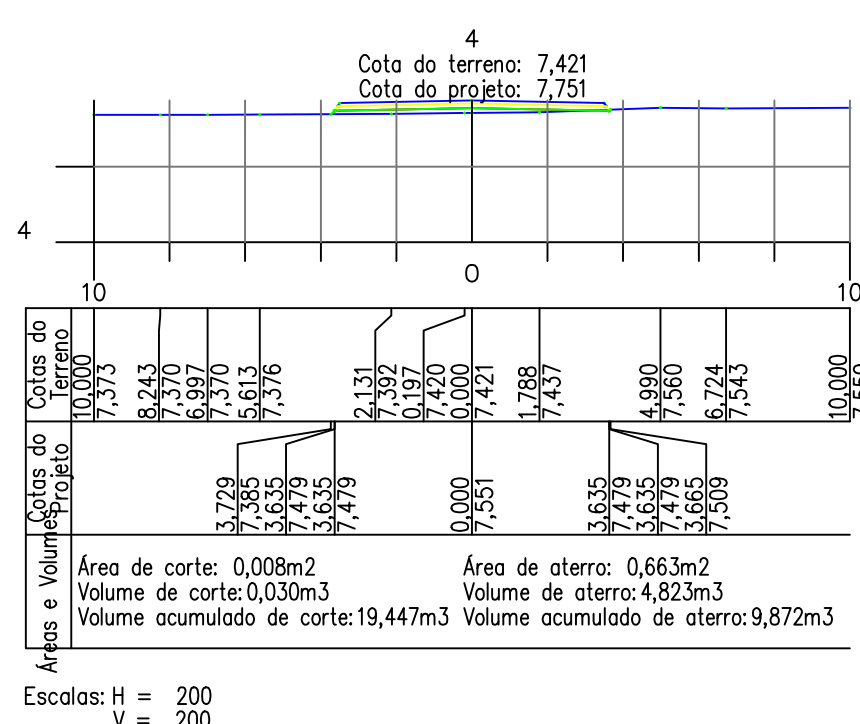 4
Cota do terreno: 7,421
Cota do projeto: 7,751
4
0
10
10
Cotas do
Terreno
10,000
7,373
8,243
7,370
6,997
7,370
5,613
7,376
2,131
7,392
0,197
7,420
0,000
7,421
1,788
7,437
4,990
7,560
6,724
7,543
10,000
Cotas do
Projeto
3,729
7,385
3,635
7,479
3,635
7,479
0,000
7,551
3,635
7,479
3,635
7,479
3,665
7,509
Áreas e Volumes
Área de corte: 0,008m2
Volume de corte: 0,030m3
Volume acumulado de corte: 19,447m3
Área de aterro: 0,663m2
Volume de aterro: 4,823m3
Volume acumulado de aterro: 9,872m3
Escalas: H = 200
V = 200